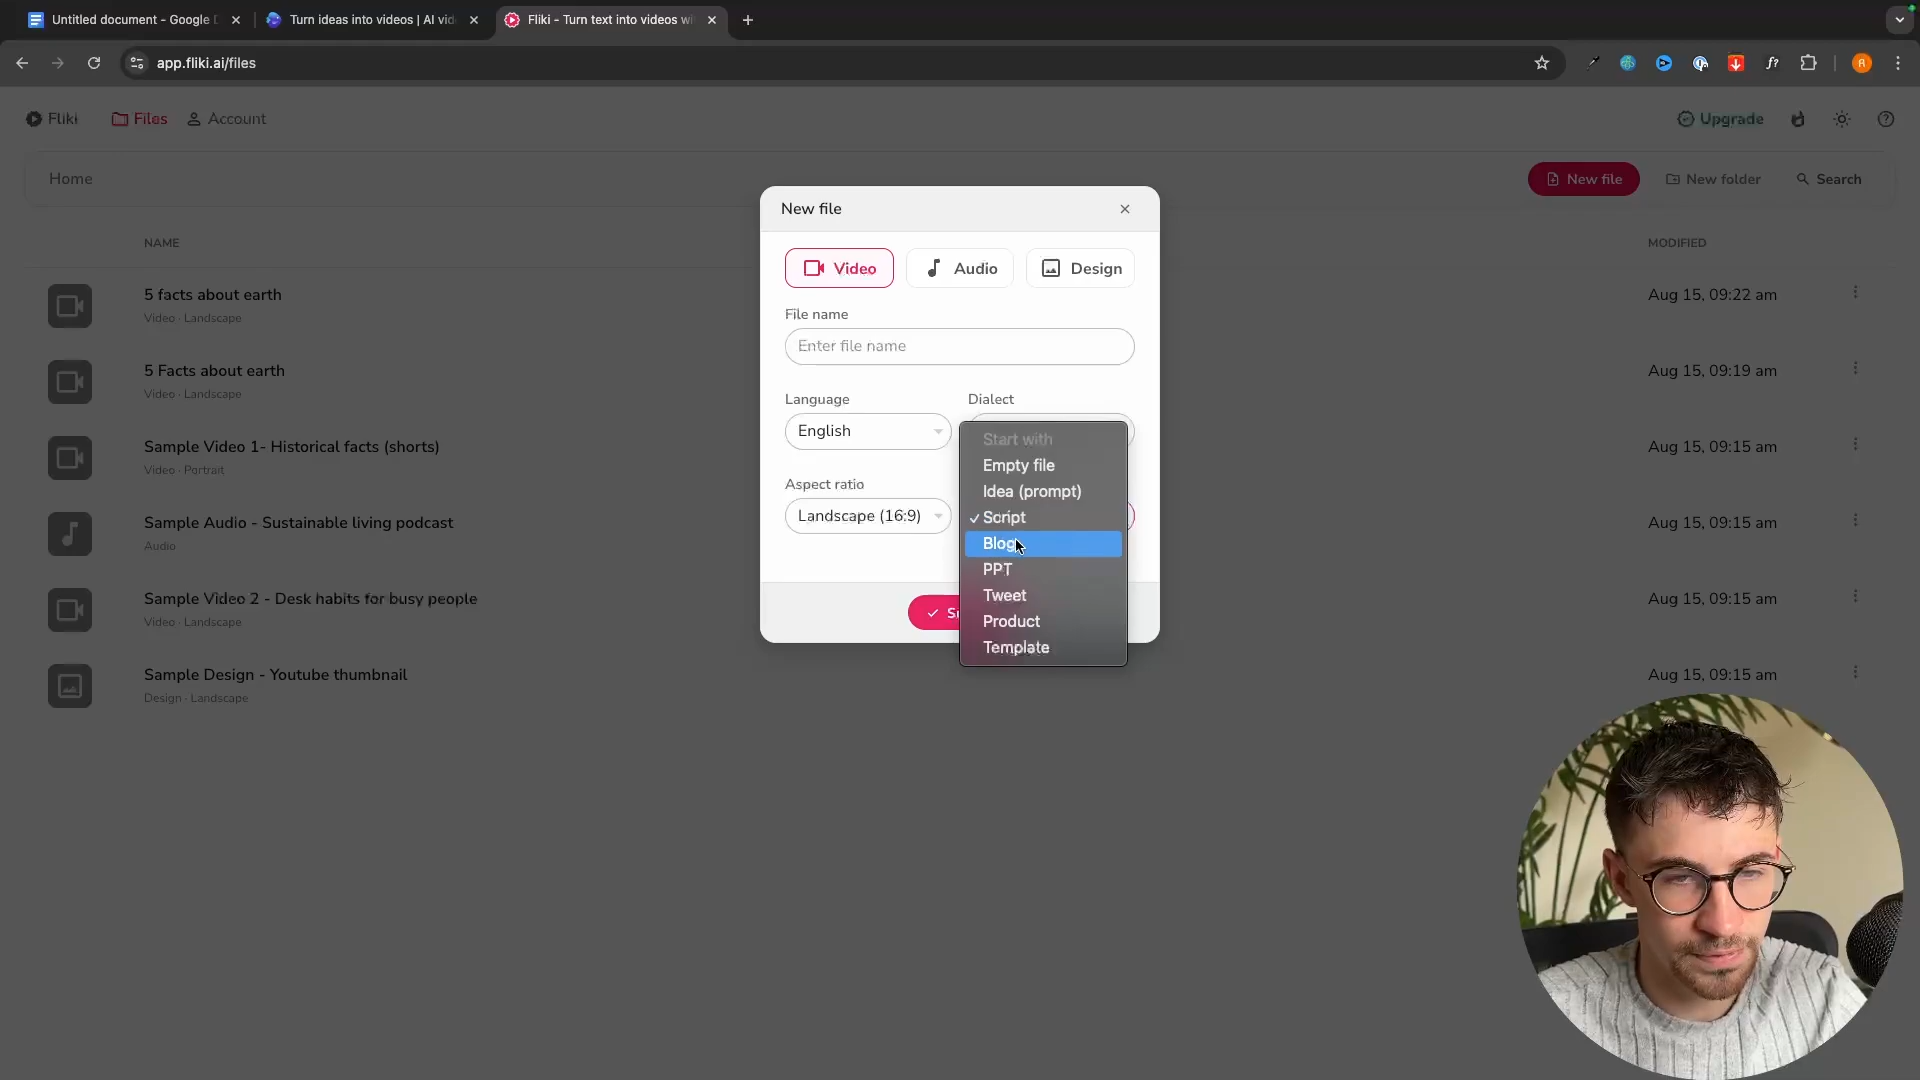 Untitled document - Google D
Turn ideas into videos | AI vid
Fliki - Turn text into videos wi
app.fliki.ai/files
R
Fliki
Files
Account
Upgrade
Home
New file
New folder
Search
NAME
MODIFIED
5 facts about earth
Video · Landscape
Aug 15, 09:22 am
5 Facts about earth
Video · Landscape
Aug 15, 09:19 am
Sample Video 1- Historical facts (shorts)
Video · Portrait
Aug 15, 09:15 am
Sample Audio - Sustainable living podcast
Audio
Aug 15, 09:15 am
Sample Video 2 - Desk habits for busy people
Video · Landscape
Aug 15, 09:15 am
Sample Design - Youtube thumbnail
Design · Landscape
Aug 15, 09:15 am
New file
Video
Audio
Design
File name
Enter file name
Language
Dialect
English
Aspect ratio
Landscape (16:9)
Start with
Empty file
Idea (prompt)
Script
Blog
PPT
Tweet
Product
Template